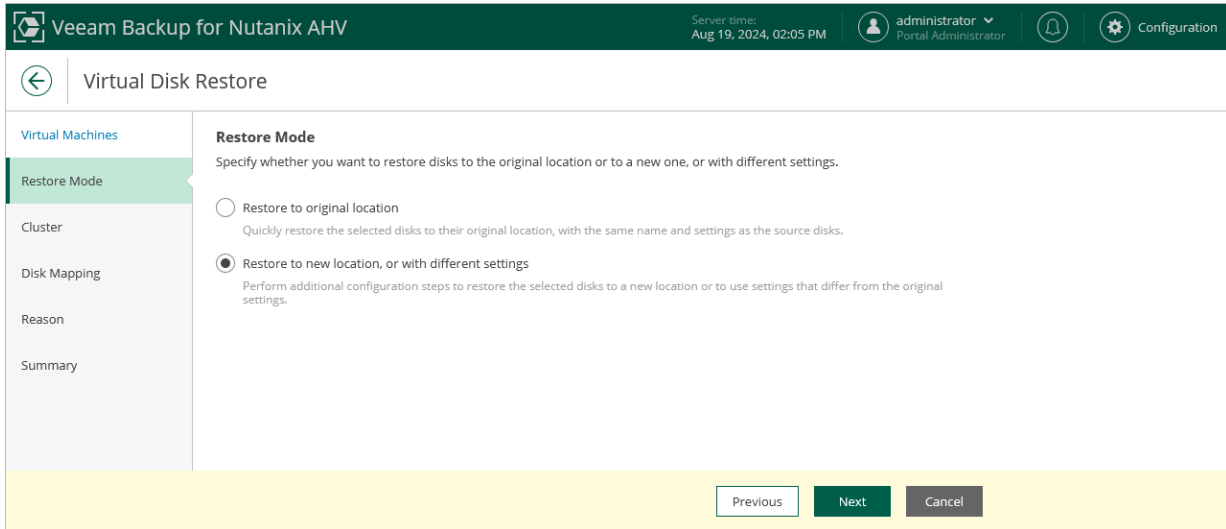 Veeam Backup for Nutanix AHV
Server time:
Aug 19, 2024, 02:05 PM
administrator
Portal Administrator
Configuration
Virtual Disk Restore
Virtual Machines
Restore Mode
Cluster
Disk Mapping
Reason
Summary
Restore Mode
Specify whether you want to restore disks to the original location or to a new one, or with different settings.
Restore to original location
Quickly restore the selected disks to their original location, with the same name and settings as the source disks.
Restore to new location, or with different settings
Perform additional configuration steps to restore the selected disks to a new location or to use settings that differ from the original
settings.
Previous
Next
Cancel